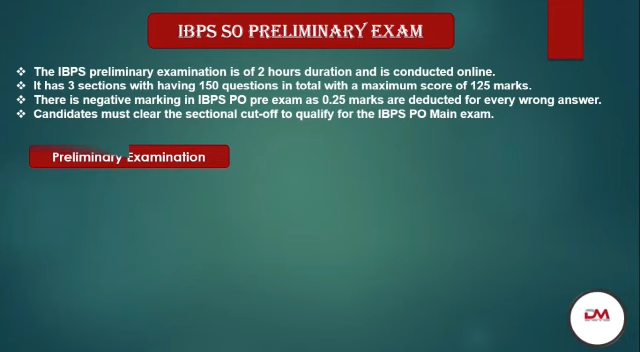 IBPS SO PRELIMINARY EXAM
The IBPS preliminary examination is of 2 hours duration and is conducted online.
It has 3 sections with having 150 questions in total with a maximum score of 125 marks.
There is negative marking in IBPS PO pre exam as 0.25 marks are deducted for every wrong answer.
Candidates must clear the sectional cut-off to qualify for the IBPS PO Main exam.
Preliminary Examination
DM